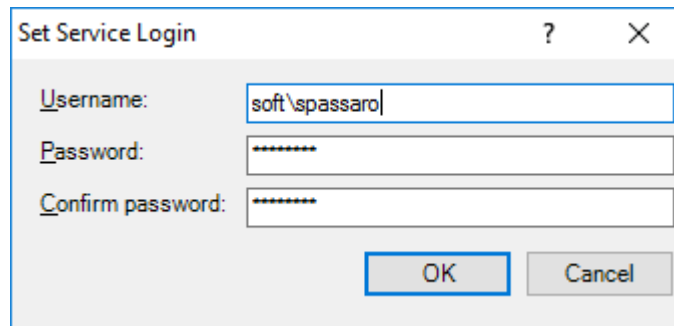 Set Service Login ?
Username: soft\spassaro
Password: ********
Confirm password: ********
OK Cancel